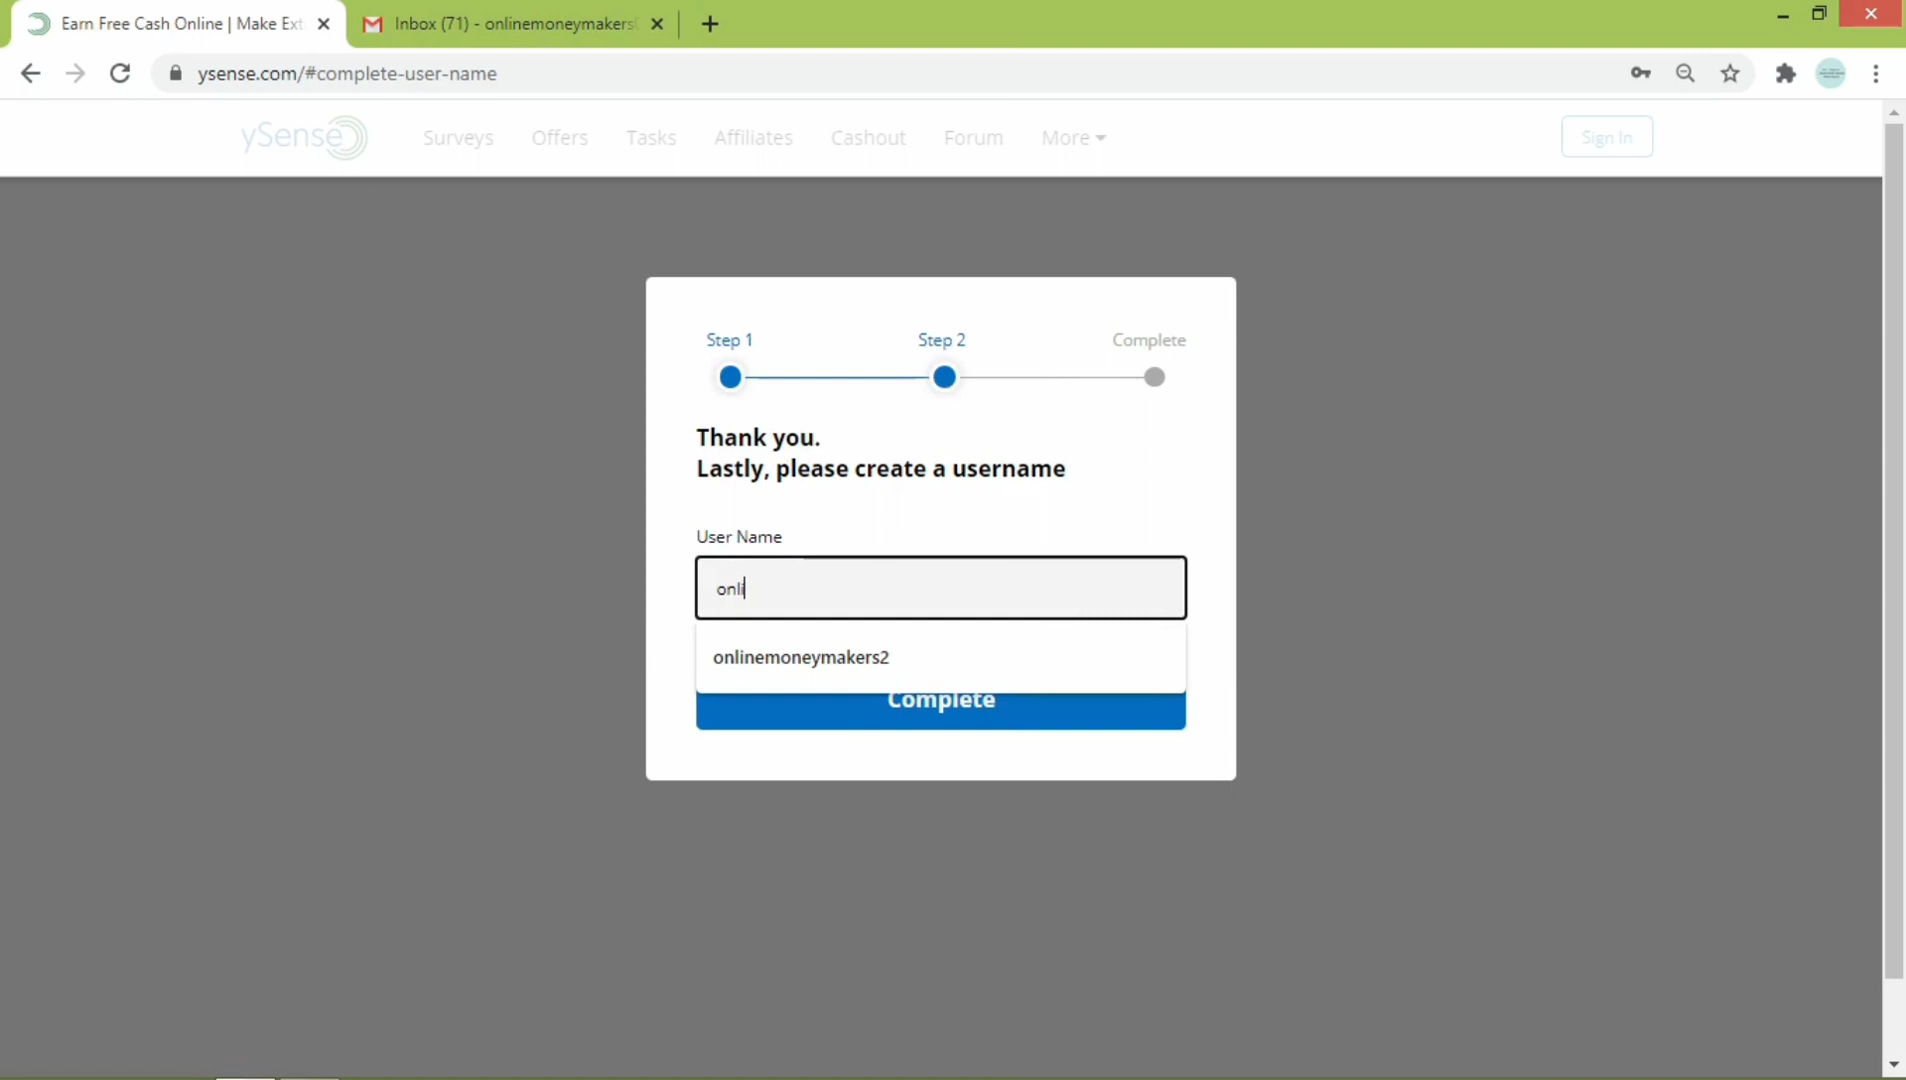 Earn Free Cash Online | Make Ext
Inbox (71) - onlinemoneymakers
ysense.com/#complete-user-name
ySense
Surveys
Offers
Tasks
Affiliates
Cashout
Forum
More
Sign In
Step 1
Step 2
Complete
Thank you.
Lastly, please create a username
User Name
onli
onlinemoneymakers2
Complete